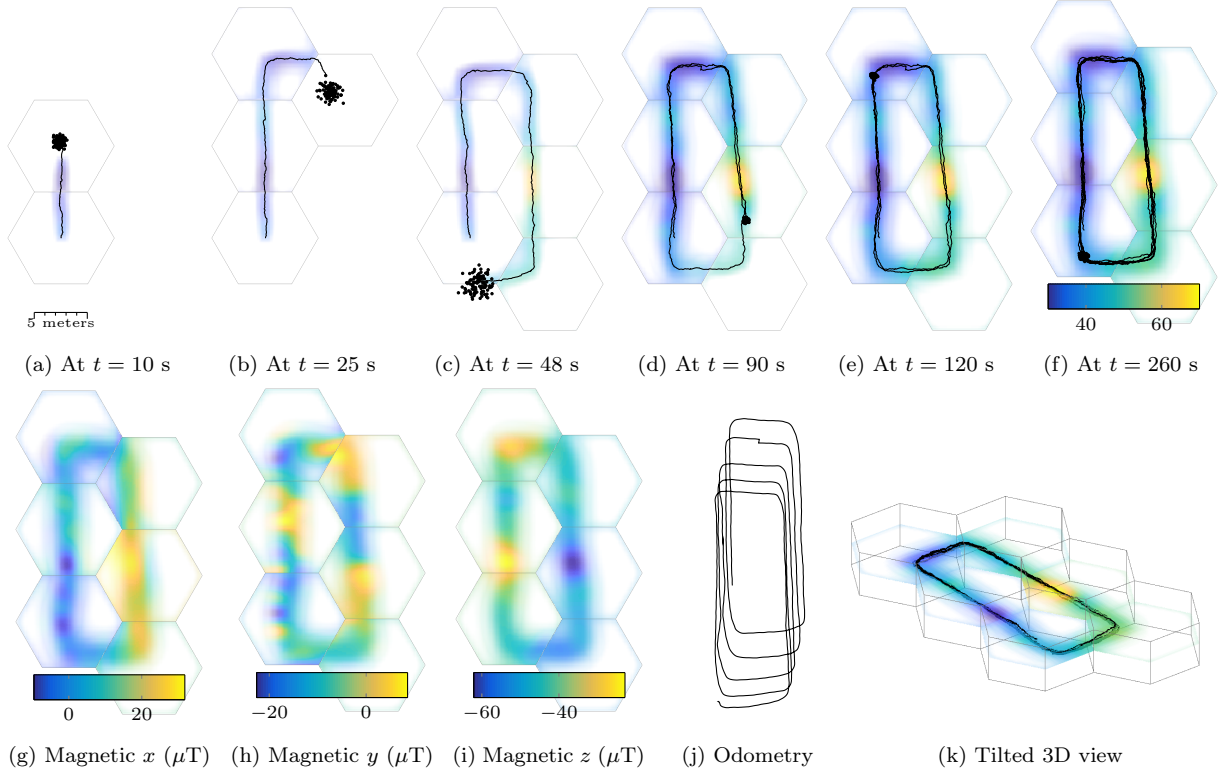 5 meters
40 60
(a) At t = 10 s (b) At t = 25 s (c) At t = 48 s (d) At t = 90 s (e) At t = 120 s (f) At t = 260 s
0 20 −20 0 −60 −40
(g) Magnetic x (μT) (h) Magnetic y (μT) (i) Magnetic z (μT) (j) Odometry (k) Tilted 3D view